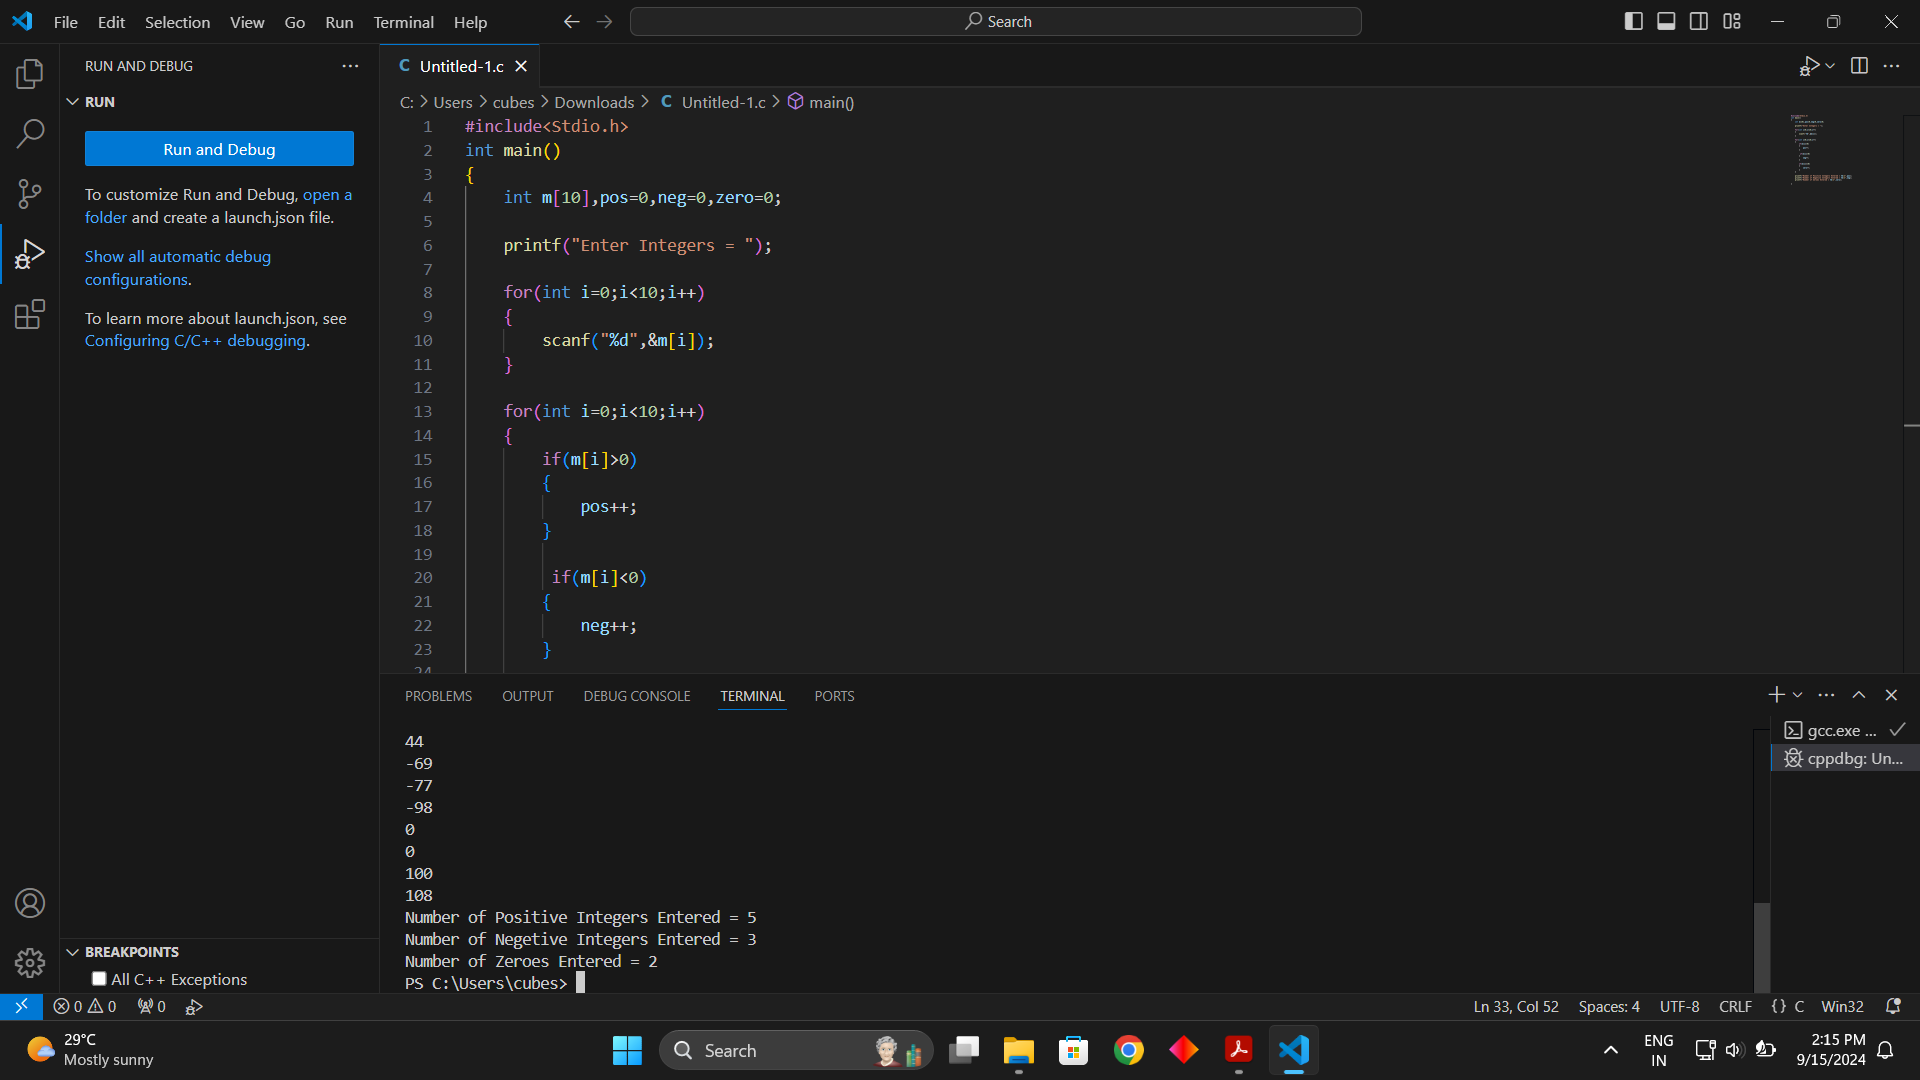 File Edit Selection View Go Run Terminal Help
Search
RUN AND DEBUG
RUN
Run and Debug
To customize Run and Debug, open a
folder and create a launch.json file.
Show all automatic debug
configurations.
To learn more about launch.json, see
Configuring C/C++ debugging.
BREAKPOINTS
All C++ Exceptions
C Untitled-1.c
C: > Users > cubes > Downloads > C Untitled-1.c > main()
1 #include<Stdio.h>
2 int main()
3 {
4 int m[10],pos=0,neg=0,zero=0;
5
6 printf("Enter Integers = ");
7
8 for(int i=0;i<10;i++)
9 {
10 scanf("%d",&m[i]);
11 }
12
13 for(int i=0;i<10;i++)
14 {
15 if(m[i]>0)
16 {
17 pos++;
18 }
19
20 if(m[i]<0)
21 {
22 neg++;
23 }
24
PROBLEMS OUTPUT DEBUG CONSOLE TERMINAL PORTS
44
-69
-77
-98
0
0
100
108
Number of Positive Integers Entered = 5
Number of Negetive Integers Entered = 3
Number of Zeroes Entered = 2
PS C:\Users\cubes>
gcc.exe ...
cppdbg: Un...
0 0 0 Ln 33, Col 52 Spaces: 4 UTF-8 CRLF {} C Win32
29°C
Mostly sunny
Search
ENG
IN
2:15 PM
9/15/2024